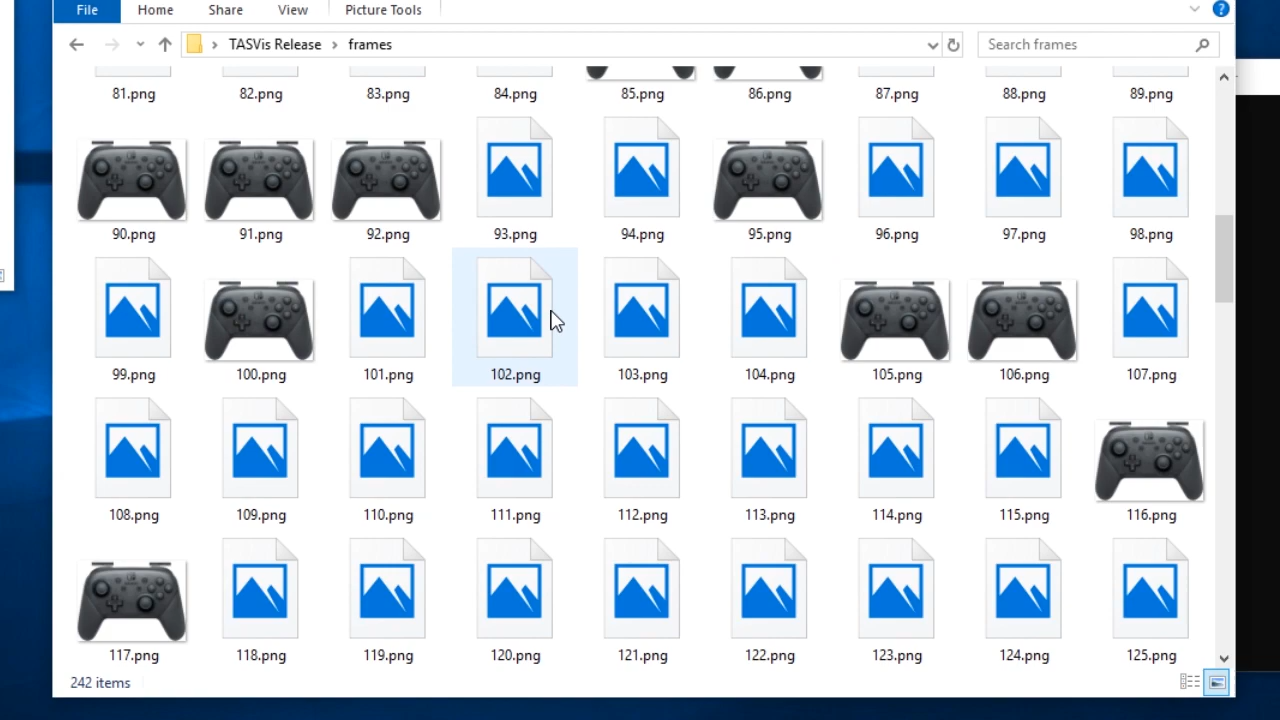 File Home Share View Picture Tools
TASVis Release frames Search frames
81.png 82.png 83.png 84.png 85.png 86.png 87.png 88.png 89.png
90.png 91.png 92.png 93.png 94.png 95.png 96.png 97.png 98.png
99.png 100.png 101.png 102.png 103.png 104.png 105.png 106.png 107.png
108.png 109.png 110.png 111.png 112.png 113.png 114.png 115.png 116.png
117.png 118.png 119.png 120.png 121.png 122.png 123.png 124.png 125.png
242 items